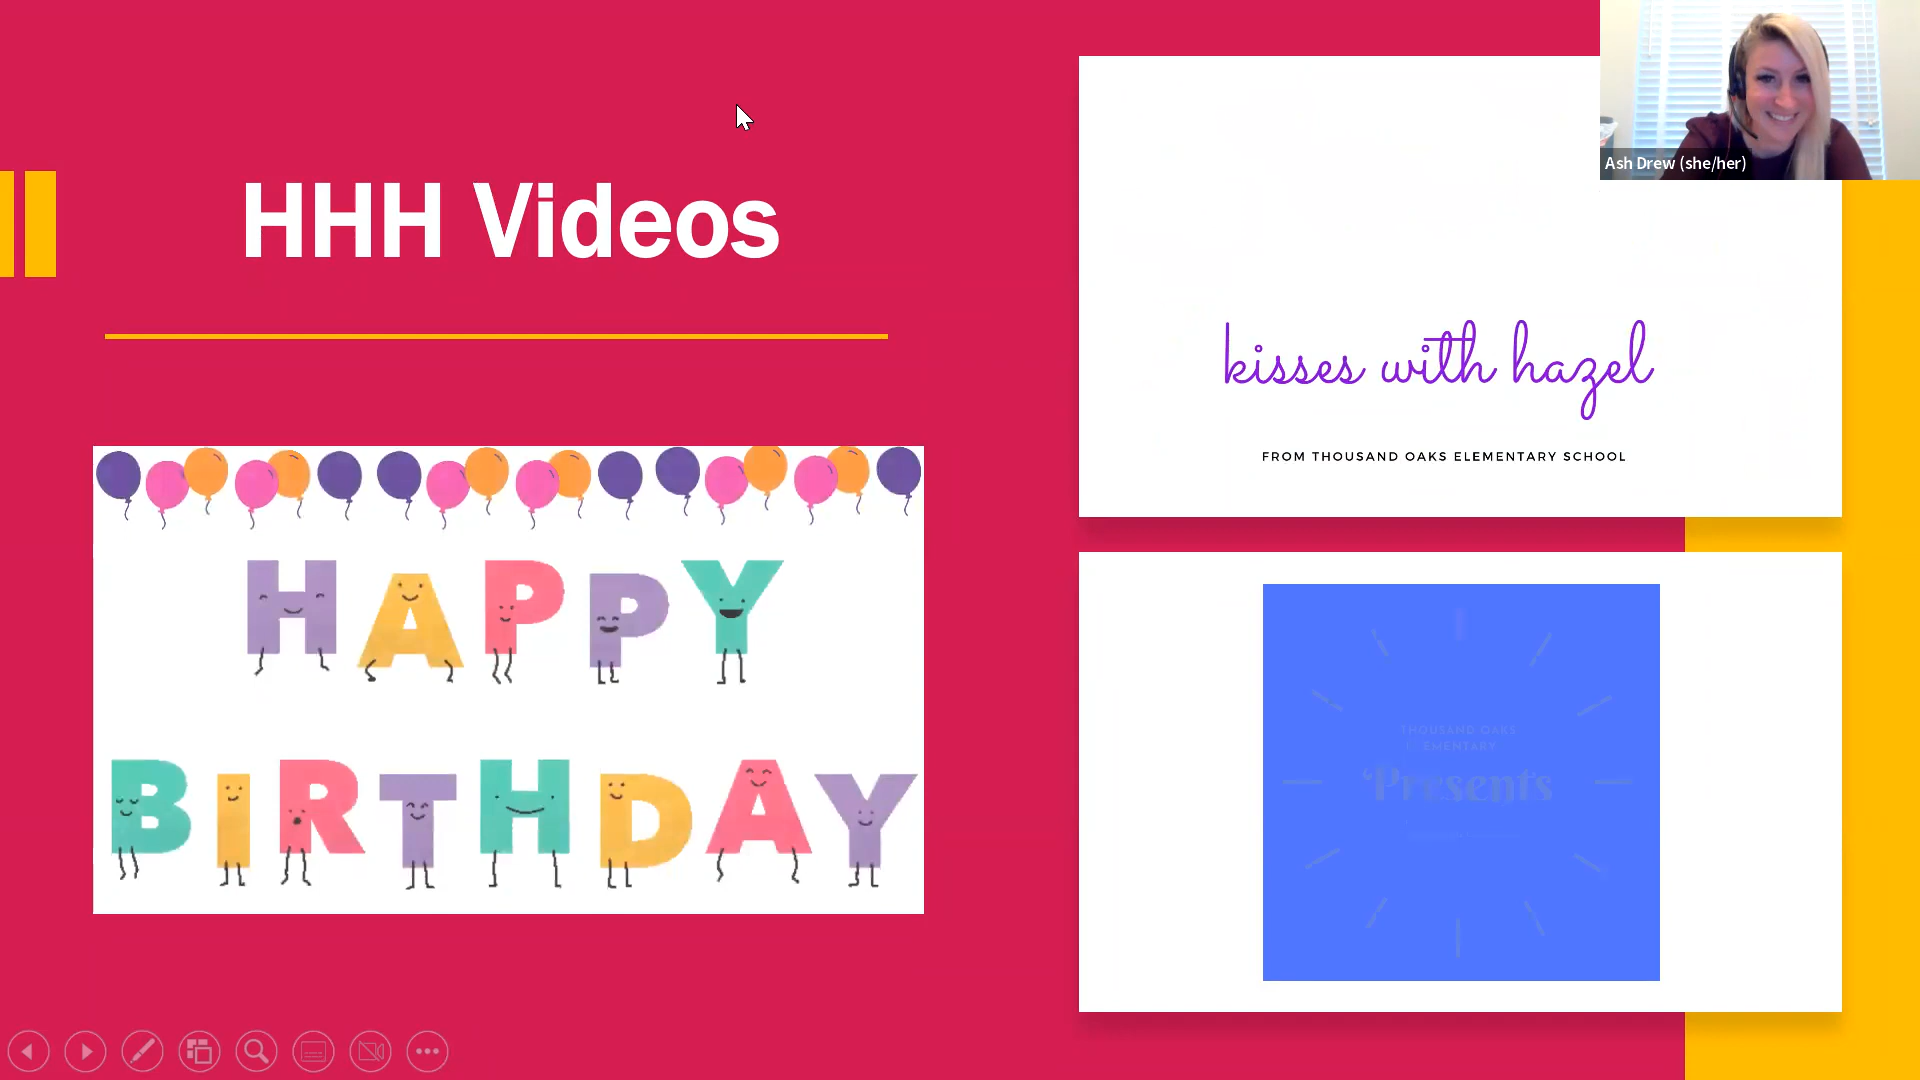 HHH Videos
HAPPY
BIRTHDAY
Ash Drew (she/her)
kisses with hazel
FROM THOUSAND OAKS ELEMENTARY SCHOOL
THOUSAND OAKS
Presents